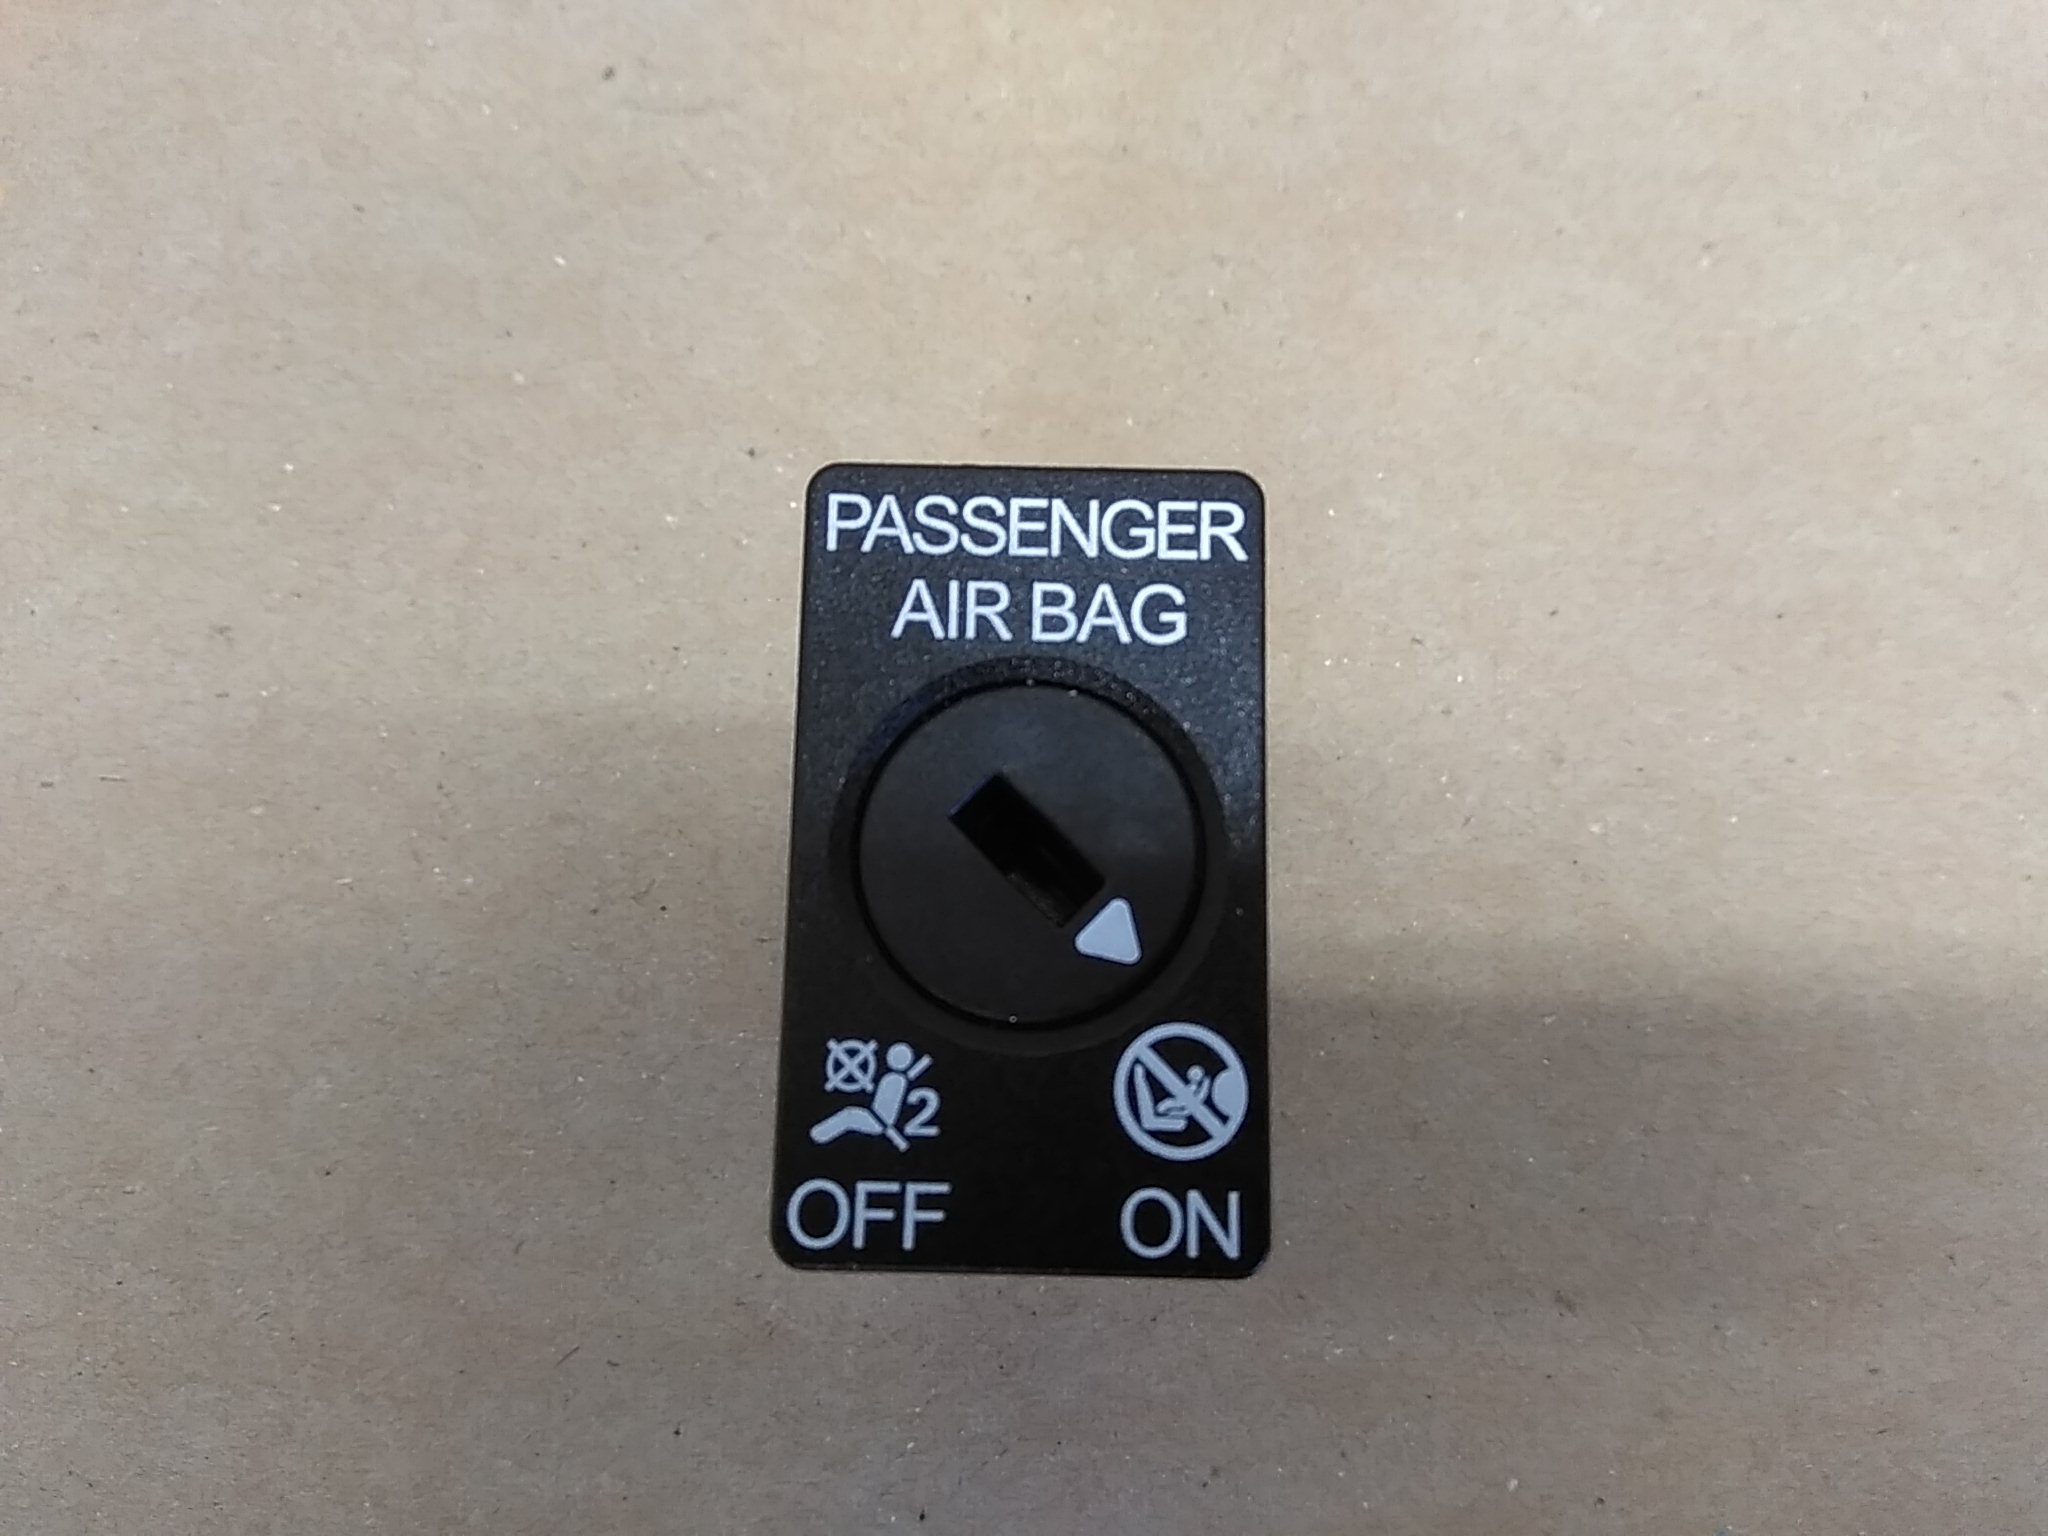 PASSENGER
AIR BAG
2
OFF ON